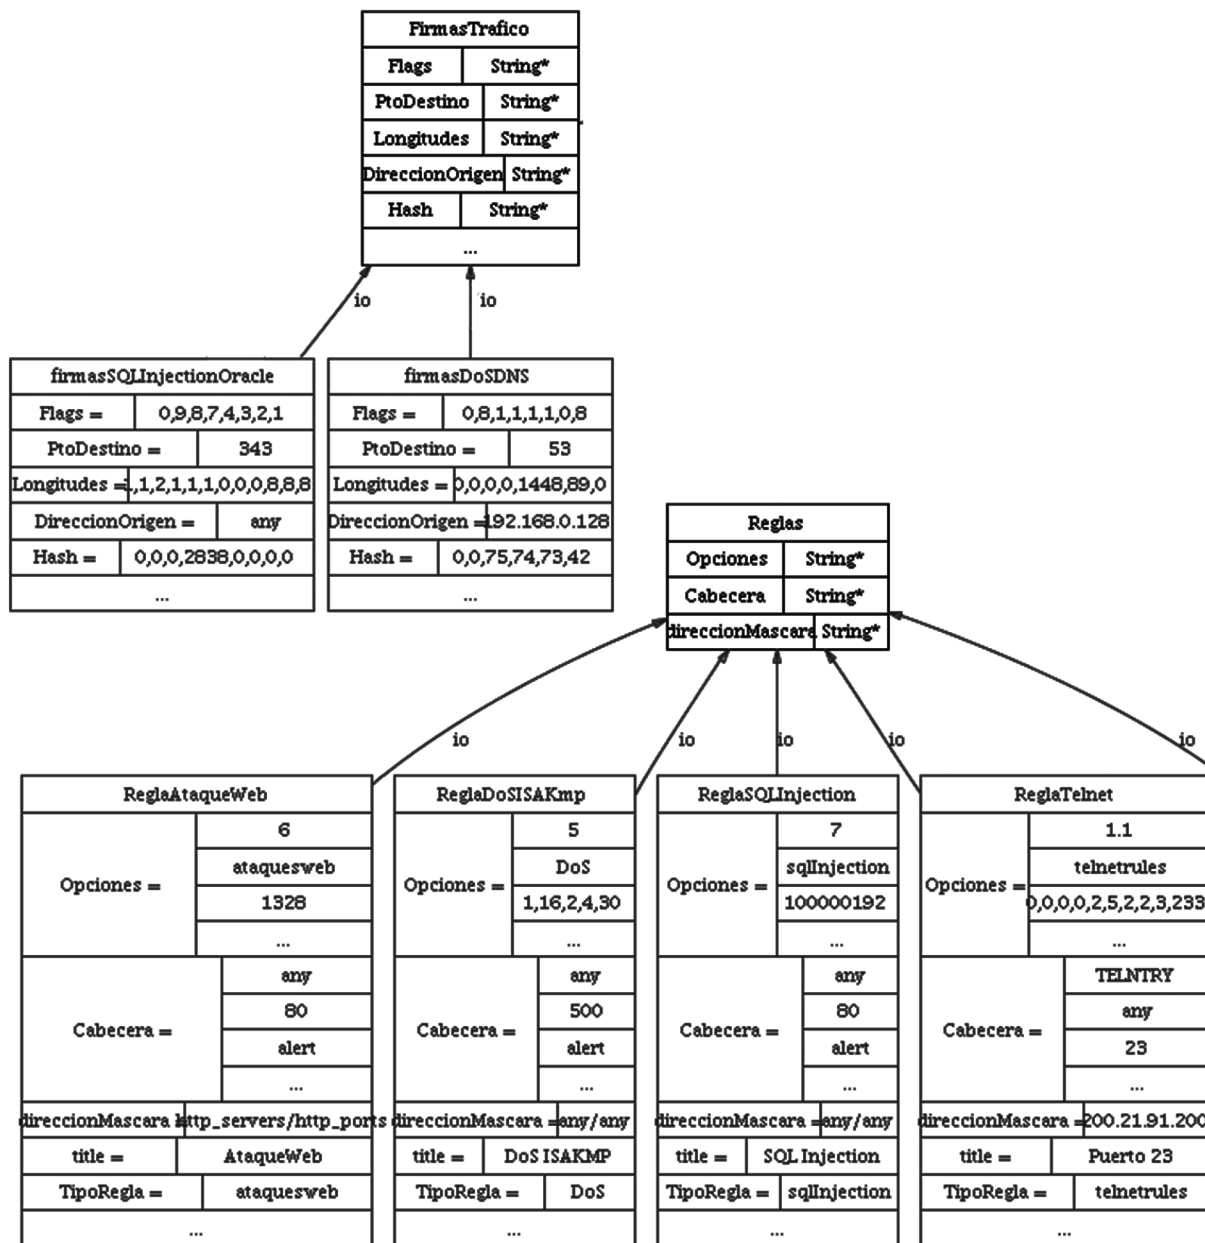 FirmasTrafico
Flags String*
PtoDestino String*
Longitudes String*
DireccionOrigen String*
Hash String*
...
io io
firmasSQLInjectionOracle
Flags = 0,9,8,7,4,3,2,1
PtoDestino = 343
Longitudes = 1,1,2,1,1,1,0,0,0,8,8,8
DireccionOrigen = any
Hash = 0,0,0,2838,0,0,0,0
...
firmasDoSDNS
Flags = 0,8,1,1,1,1,0,8
PtoDestino = 53
Longitudes = 0,0,0,0,1448,89,0
DireccionOrigen = 192.168.0.128
Hash = 0,0,75,74,73,42
...
Reglas
Opciones String*
Cabecera String*
direccionMascara String*
io io io io io
ReglaAtaqueWeb
Opciones =
6
ataquesweb
1328
...
Cabecera =
any
80
alert
...
direccionMascara = http_servers/http_ports
title = AtaqueWeb
TipoRegla = ataquesweb
...
ReglaDoSISAKmp
Opciones =
5
DoS
1,16,2,4,30
...
Cabecera =
any
500
alert
...
direccionMascara = any/any
title = DoS ISAKMP
TipoRegla = DoS
...
ReglaSQLInjection
Opciones =
7
sqlInjection
100000192
...
Cabecera =
any
80
alert
...
direccionMascara = any/any
title = SQL Injection
TipoRegla = sqlInjection
...
ReglaTelnet
Opciones =
1.1
telnetrules
0,0,0,0,2,5,2,2,3,233
...
Cabecera =
TELNTRY
any
23
...
direccionMascara = 200.21.91.200
title = Puerto 23
TipoRegla = telnetrules
...